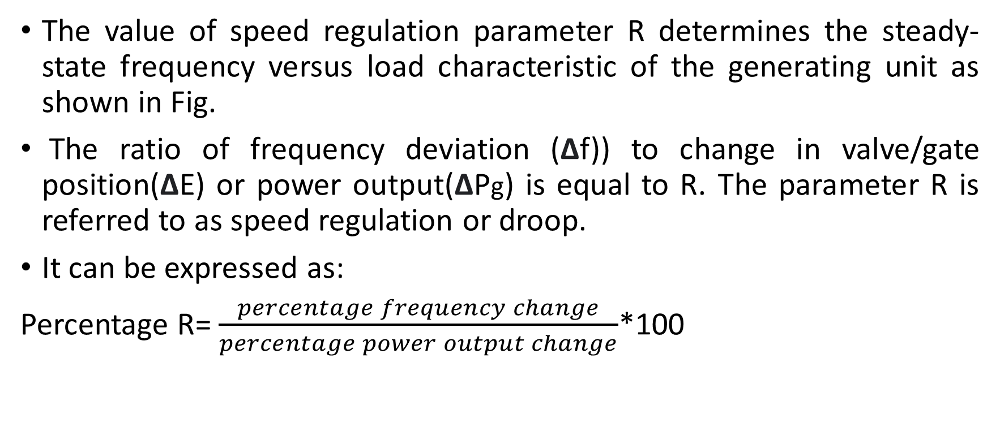 • The value of speed regulation parameter R determines the steady-
state frequency versus load characteristic of the generating unit as
shown in Fig.
• The ratio of frequency deviation (Δf)) to change in valve/gate
position(ΔE) or power output(ΔPg) is equal to R. The parameter R is
referred to as speed regulation or droop.
• It can be expressed as:
percentage frequency change
Percentage R= *100
percentage power output change